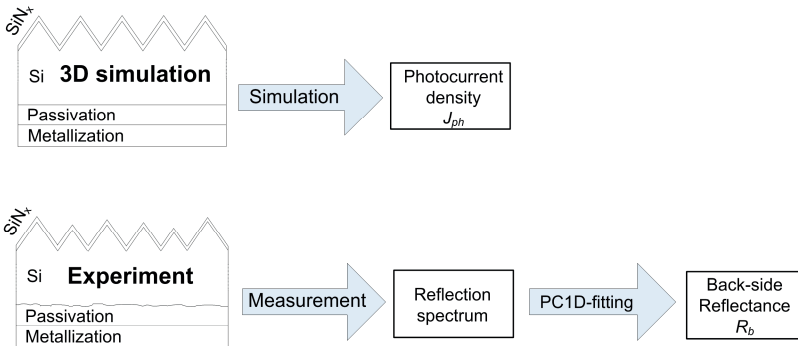 SiNx
Si 3D simulation
Passivation
Metallization
Simulation
Photocurrent
density
Jph
SiNx
Si Experiment
Passivation
Metallization
Measurement
Reflection
spectrum
PC1D-fitting
Back-side
Reflectance
Rb